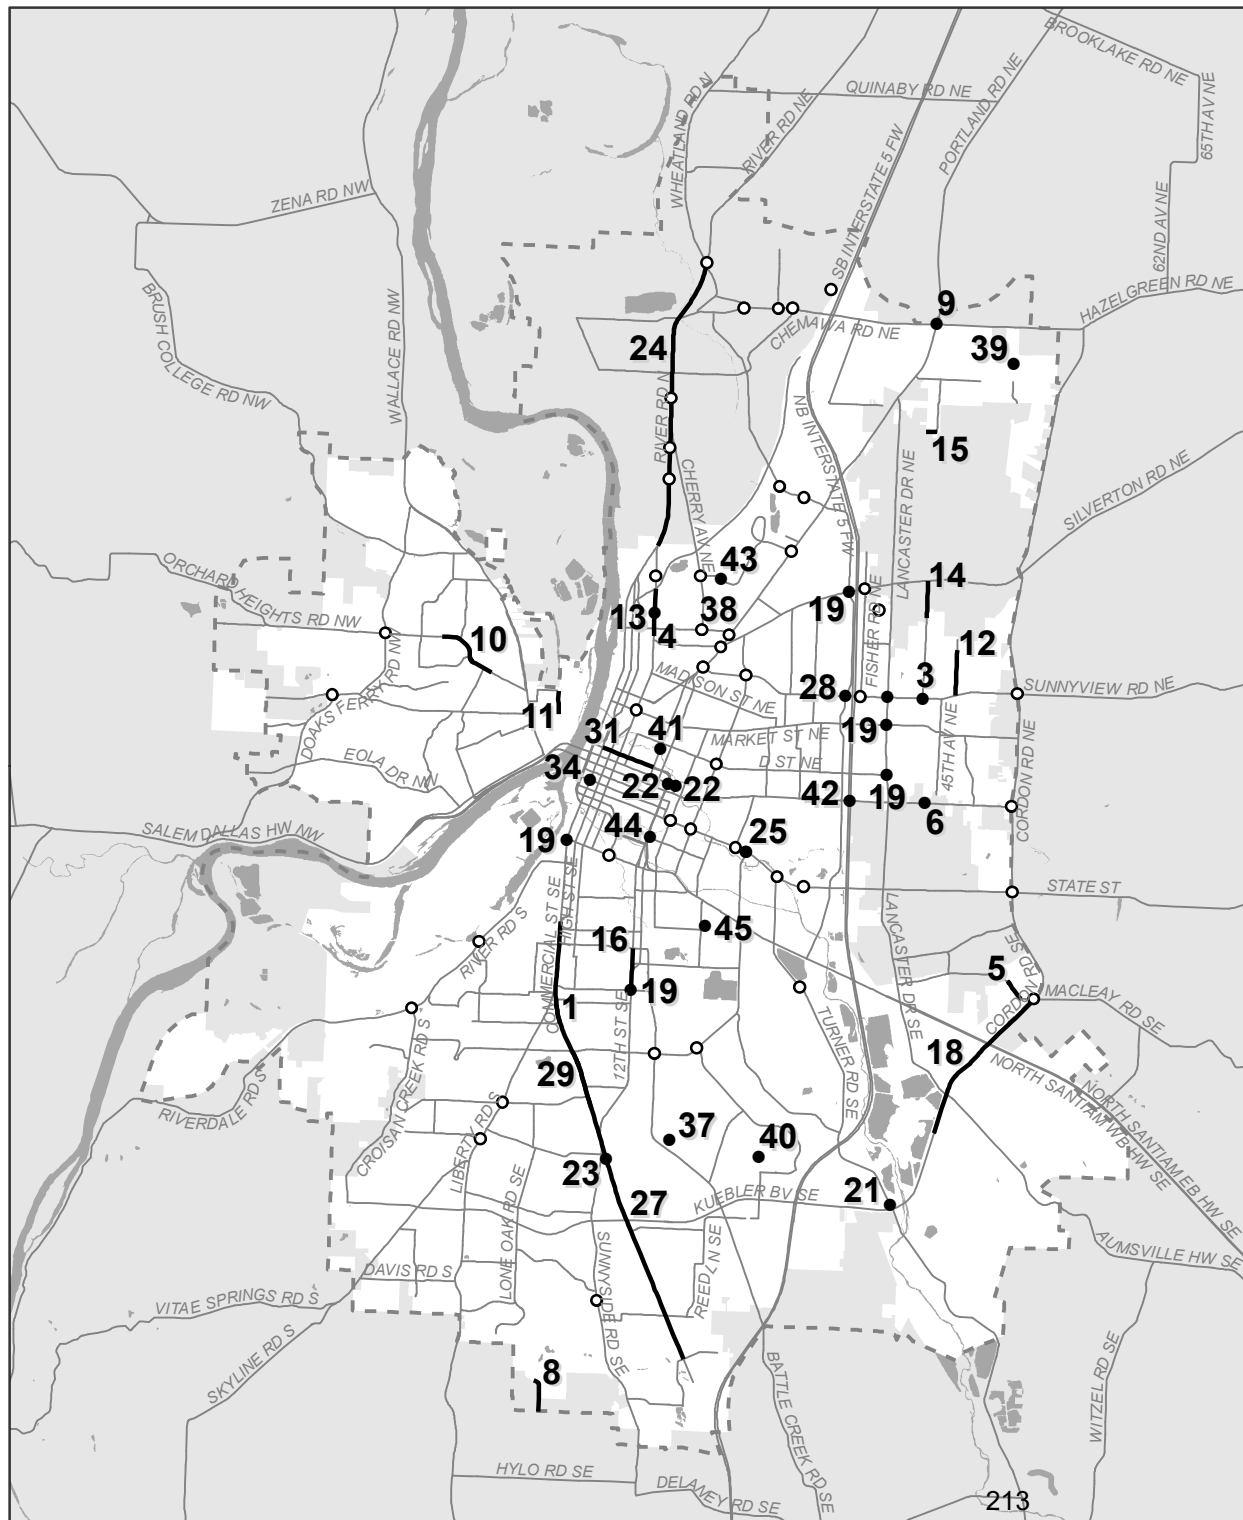 BROOKLAKE RD NE
QUINABY RD NE
WHEATLAND RD N
RIVER RD NE
SB INTERSTATE 5 FW
PORTLAND RD NE
65TH AV NE
ZENA RD NW
62ND AV NE
HAZELGREEN RD NE
BRUSH COLLEGE RD NW
WALLACE RD NW
9
CHEMAWA RD NE
24
39
RIVER RD N
NB INTERSTATE 5 FW
LANCASTER DR NE
15
CHERRY AV NE
SILVERTON RD NE
ORCHARD HEIGHTS RD NW
43
14
13
38
19
FISHER RD NE
4
10
12
MADISON ST NE
28
3
SUNNYVIEW RD NE
DOAKS FERRY RD NW
11
31
41
MARKET ST NE
19
45TH AV NE
EOLA DR NW
34
D ST NE
22
22
42
19
6
CORDON RD NE
SALEM DALLAS HW NW
19
44
25
STATE ST
HIGH ST SE
COMMERCIAL ST SE
RIVER RD S
16
45
LANCASTER DR SE
5
CORDON RD SE
MACLEAY RD SE
1
19
12TH ST SE
TURNER RD SE
18
NORTH SANTIAM WB HW SE
NORTH SANTIAM EB HW SE
29
RIVERDALE RD S
CROISAN CREEK RD S
LIBERTY RD S
37
40
23
27
KUEBLER BV SE
21
LONE OAK RD SE
AUMSVILLE HW SE
DAVIS RD S
SUNNYSIDE RD SE
REED LN SE
VITAE SPRINGS RD S
SKYLINE RD S
8
BATTLE CREEK RD SE
WITZEL RD SE
HYLO RD SE
DELANEY RD SE
213